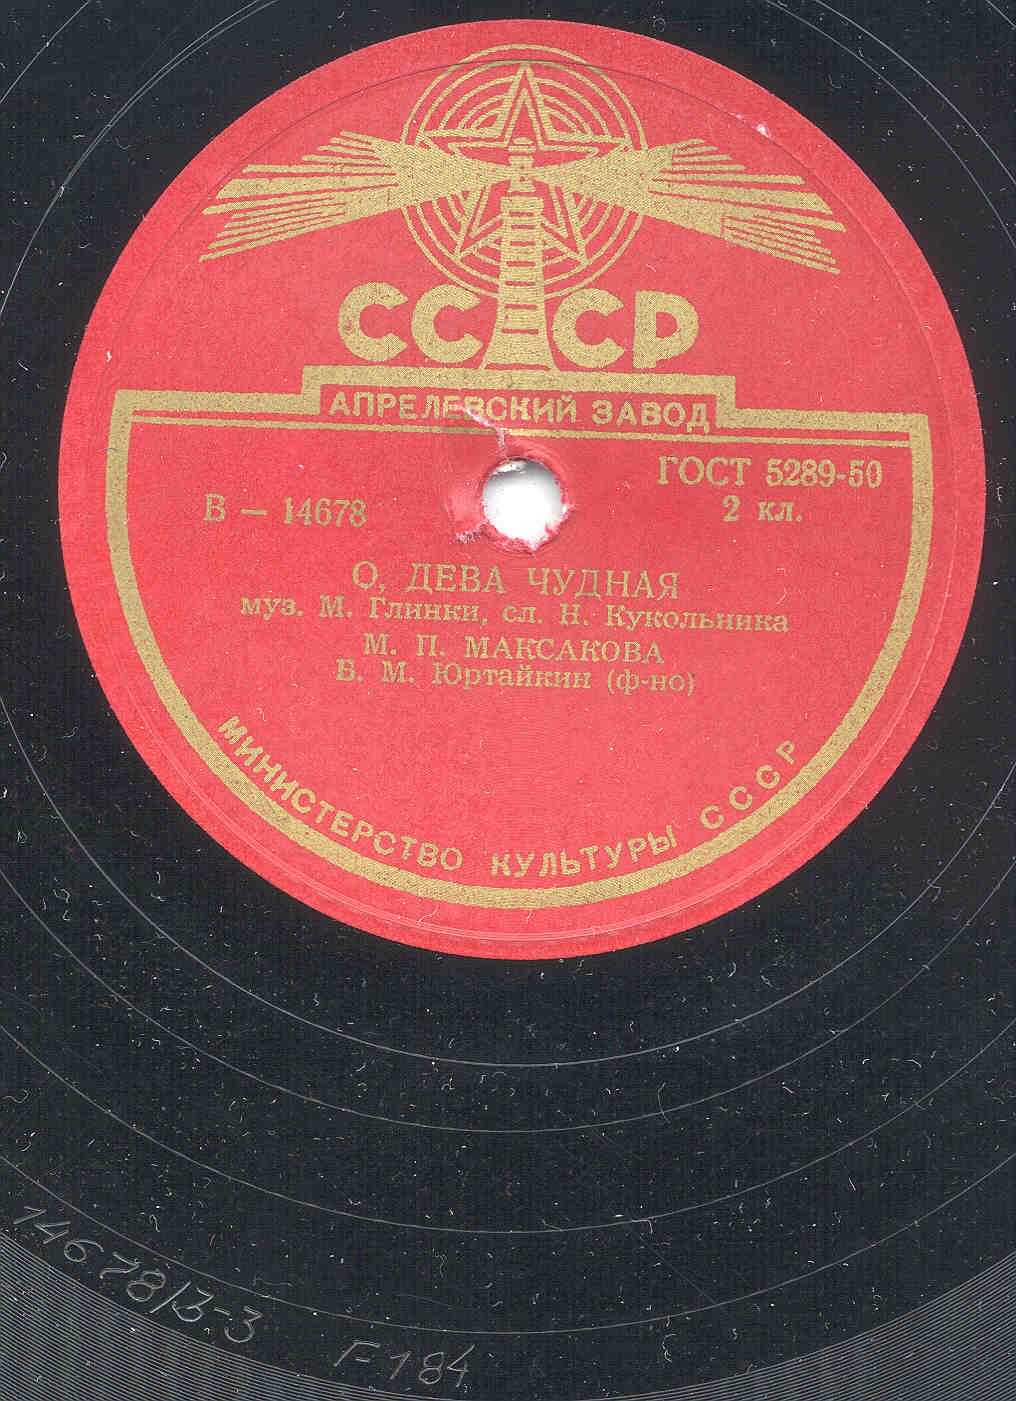 СССР
АПРЕЛЕВСКИЙ ЗАВОД
ГОСТ 5289-50
2 кл.
В — 14678
О, ДЕВА ЧУДНАЯ
муз. М. Глинки, сл. Н. Кукольника
М. П. МАКСАКОВА
Б. М. Юртайкин (ф-но)
МИНИСТЕРСТВО КУЛЬТУРЫ СССР
14678/3-3
Г-184